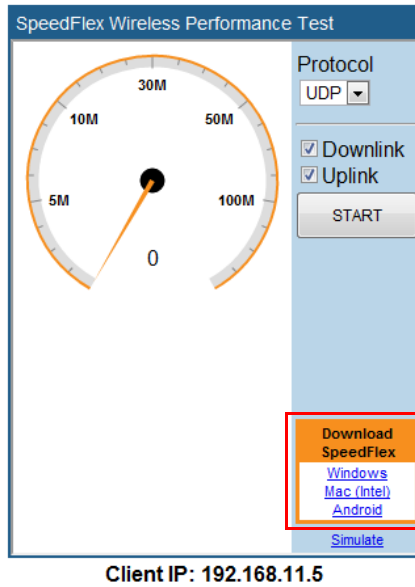 SpeedFlex Wireless Performance Test
Protocol
UDP
30M
10M
50M
5M
100M
0
Downlink
Uplink
START
Download
SpeedFlex
Windows
Mac (Intel)
Android
Simulate
Client IP: 192.168.11.5